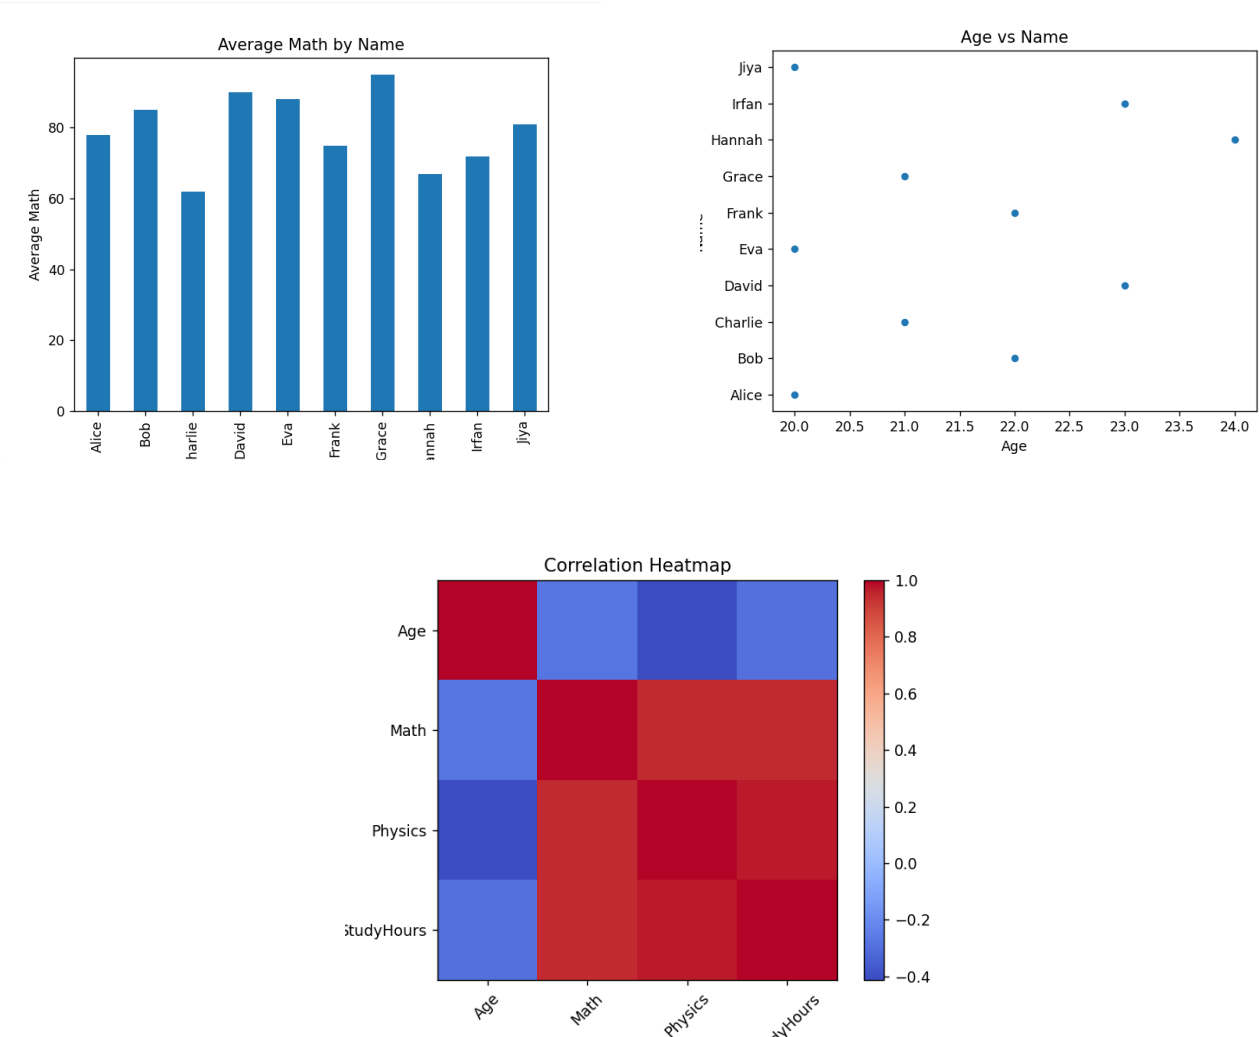 Average Math by Name
Average Math
80
60
40
20
0
Alice
Bob
harlie
David
Eva
Frank
Grace
annah
Irfan
Jiya
Age vs Name
Jiya
Irfan
Hannah
Grace
Frank
Eva
David
Charlie
Bob
Alice
20.0 20.5 21.0 21.5 22.0 22.5 23.0 23.5 24.0
Age
Correlation Heatmap
Age
Math
Physics
StudyHours
Age
Math
Physics
dyHours
1.0
0.8
0.6
0.4
0.2
0.0
−0.2
−0.4